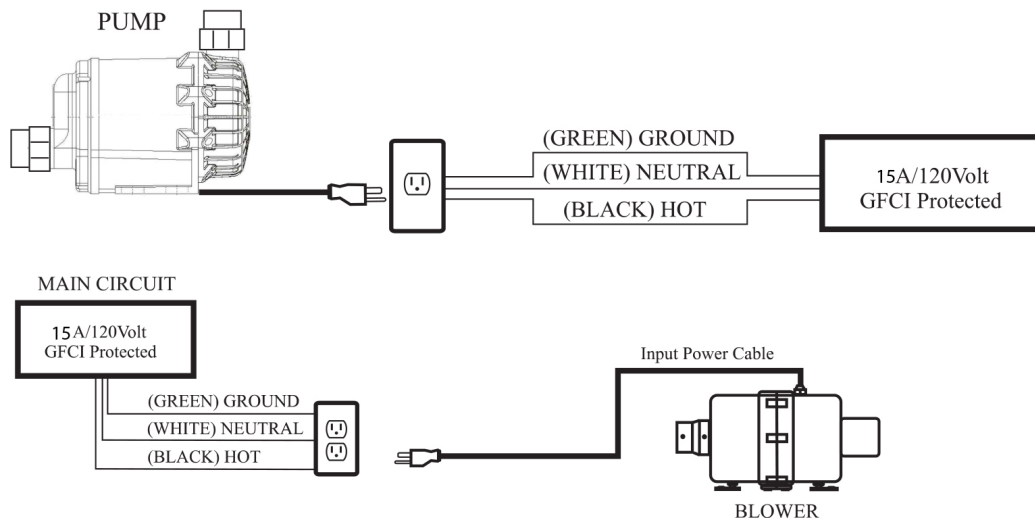 PUMP
(GREEN) GROUND
(WHITE) NEUTRAL
(BLACK) HOT
15A/120Volt
GFCI Protected
MAIN CIRCUIT
15A/120Volt
GFCI Protected
(GREEN) GROUND
(WHITE) NEUTRAL
(BLACK) HOT
Input Power Cable
BLOWER